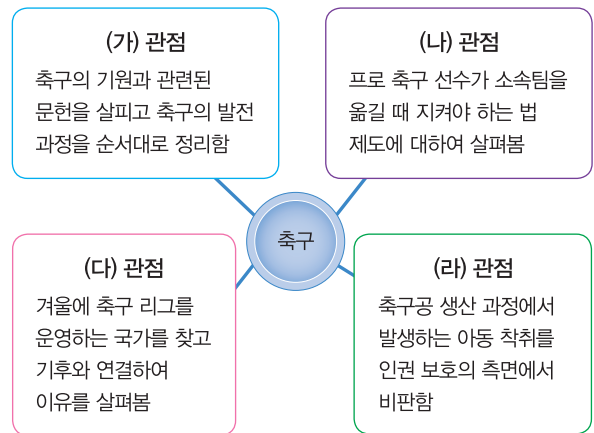 (가) 관점
축구의 기원과 관련된
문헌을 살피고 축구의 발전
과정을 순서대로 정리함
(나) 관점
프로 축구 선수가 소속팀을
옮길 때 지켜야 하는 법
제도에 대하여 살펴봄
축구
(다) 관점
겨울에 축구 리그를
운영하는 국가를 찾고
기후와 연결하여
이유를 살펴봄
(라) 관점
축구공 생산 과정에서
발생하는 아동 착취를
인권 보호의 측면에서
비판함